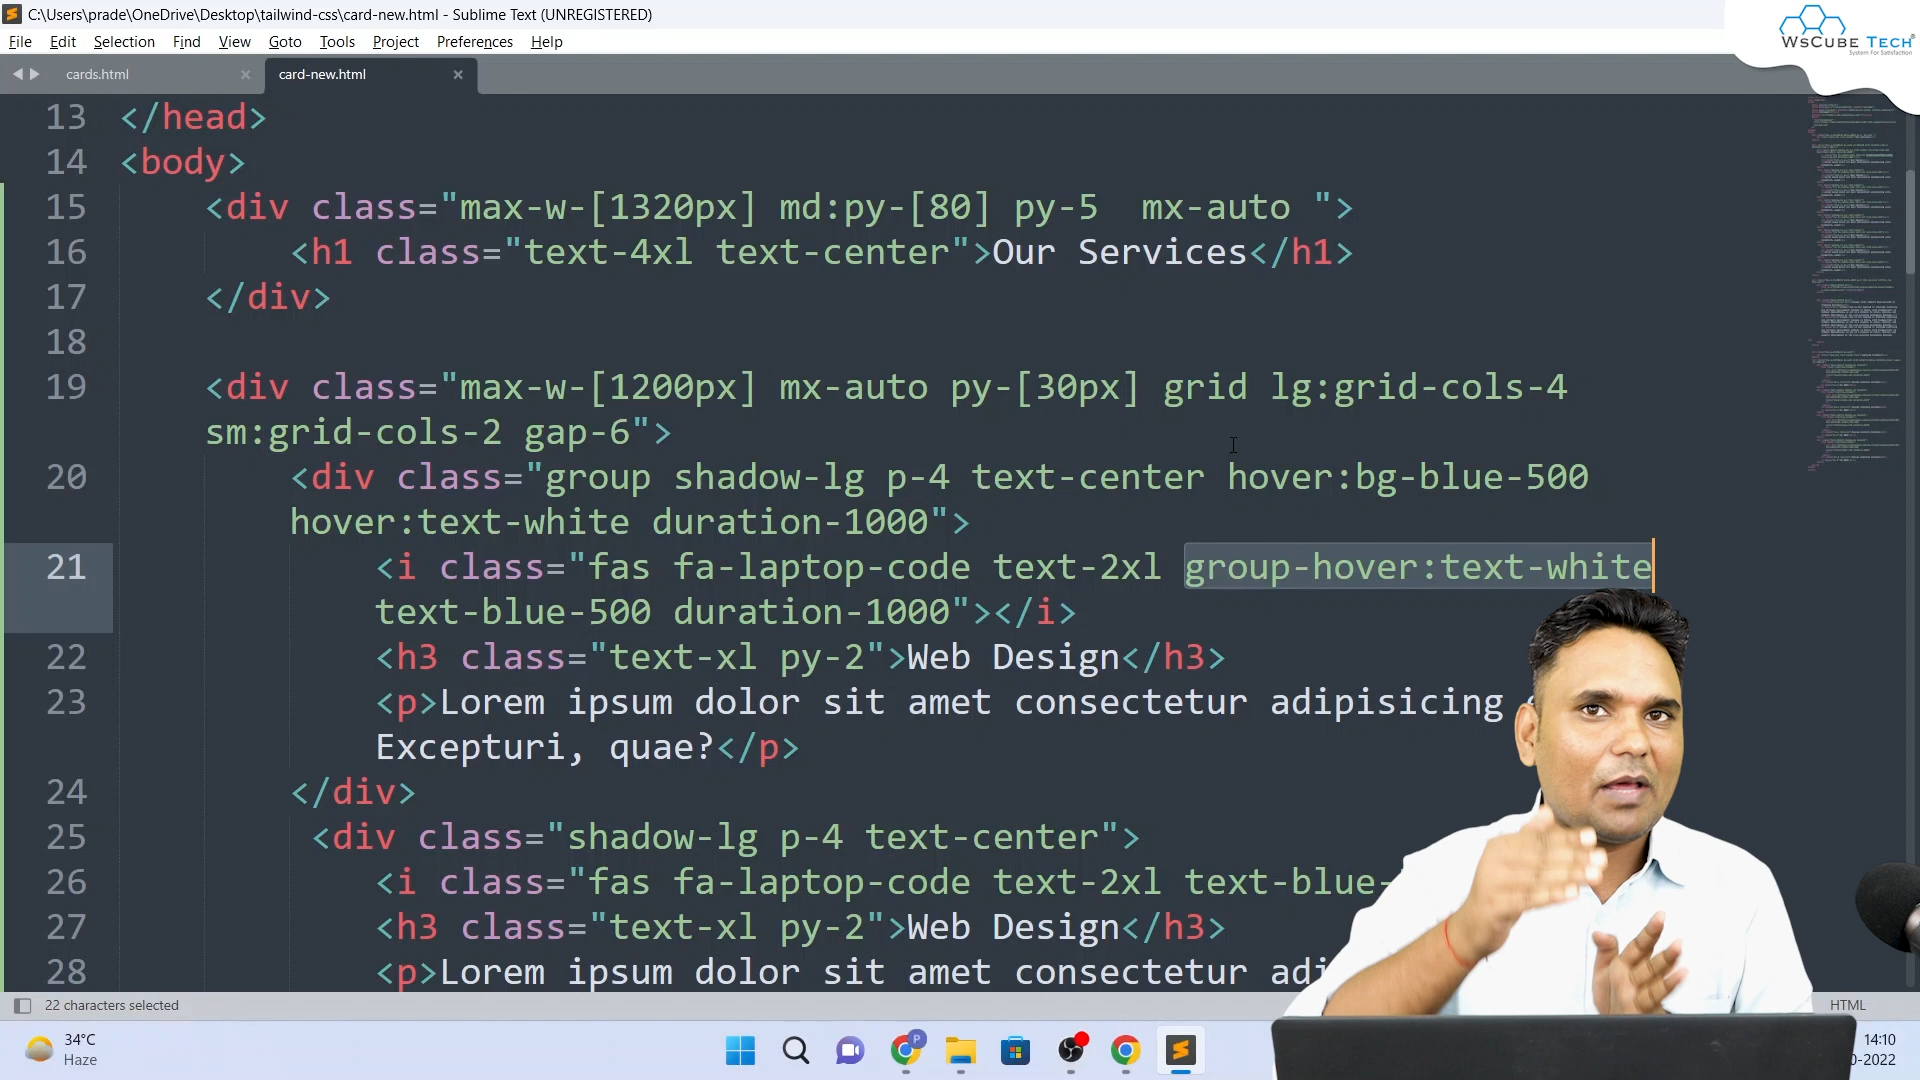 C:\Users\prade\OneDrive\Desktop\tailwind-css\card-new.html - Sublime Text (UNREGISTERED)
File Edit Selection Find View Goto Tools Project Preferences Help
WsCube Tech®
System For Satisfaction
cards.html × card-new.html ×
13 </head>
14 <body>
15 <div class="max-w-[1320px] md:py-[80] py-5  mx-auto ">
16 <h1 class="text-4xl text-center">Our Services</h1>
17 </div>
18
19 <div class="max-w-[1200px] mx-auto py-[30px] grid lg:grid-cols-4
sm:grid-cols-2 gap-6">
20 <div class="group shadow-lg p-4 text-center hover:bg-blue-500
hover:text-white duration-1000">
21 <i class="fas fa-laptop-code text-2xl group-hover:text-white
text-blue-500 duration-1000"></i>
22 <h3 class="text-xl py-2">Web Design</h3>
23 <p>Lorem ipsum dolor sit amet consectetur adipisicing
Excepturi, quae?</p>
24 </div>
25 <div class="shadow-lg p-4 text-center">
26 <i class="fas fa-laptop-code text-2xl text-blue-
27 <h3 class="text-xl py-2">Web Design</h3>
28 <p>Lorem ipsum dolor sit amet consectetur adi
22 characters selected HTML
34°C
Haze
P
14:10
0-2022